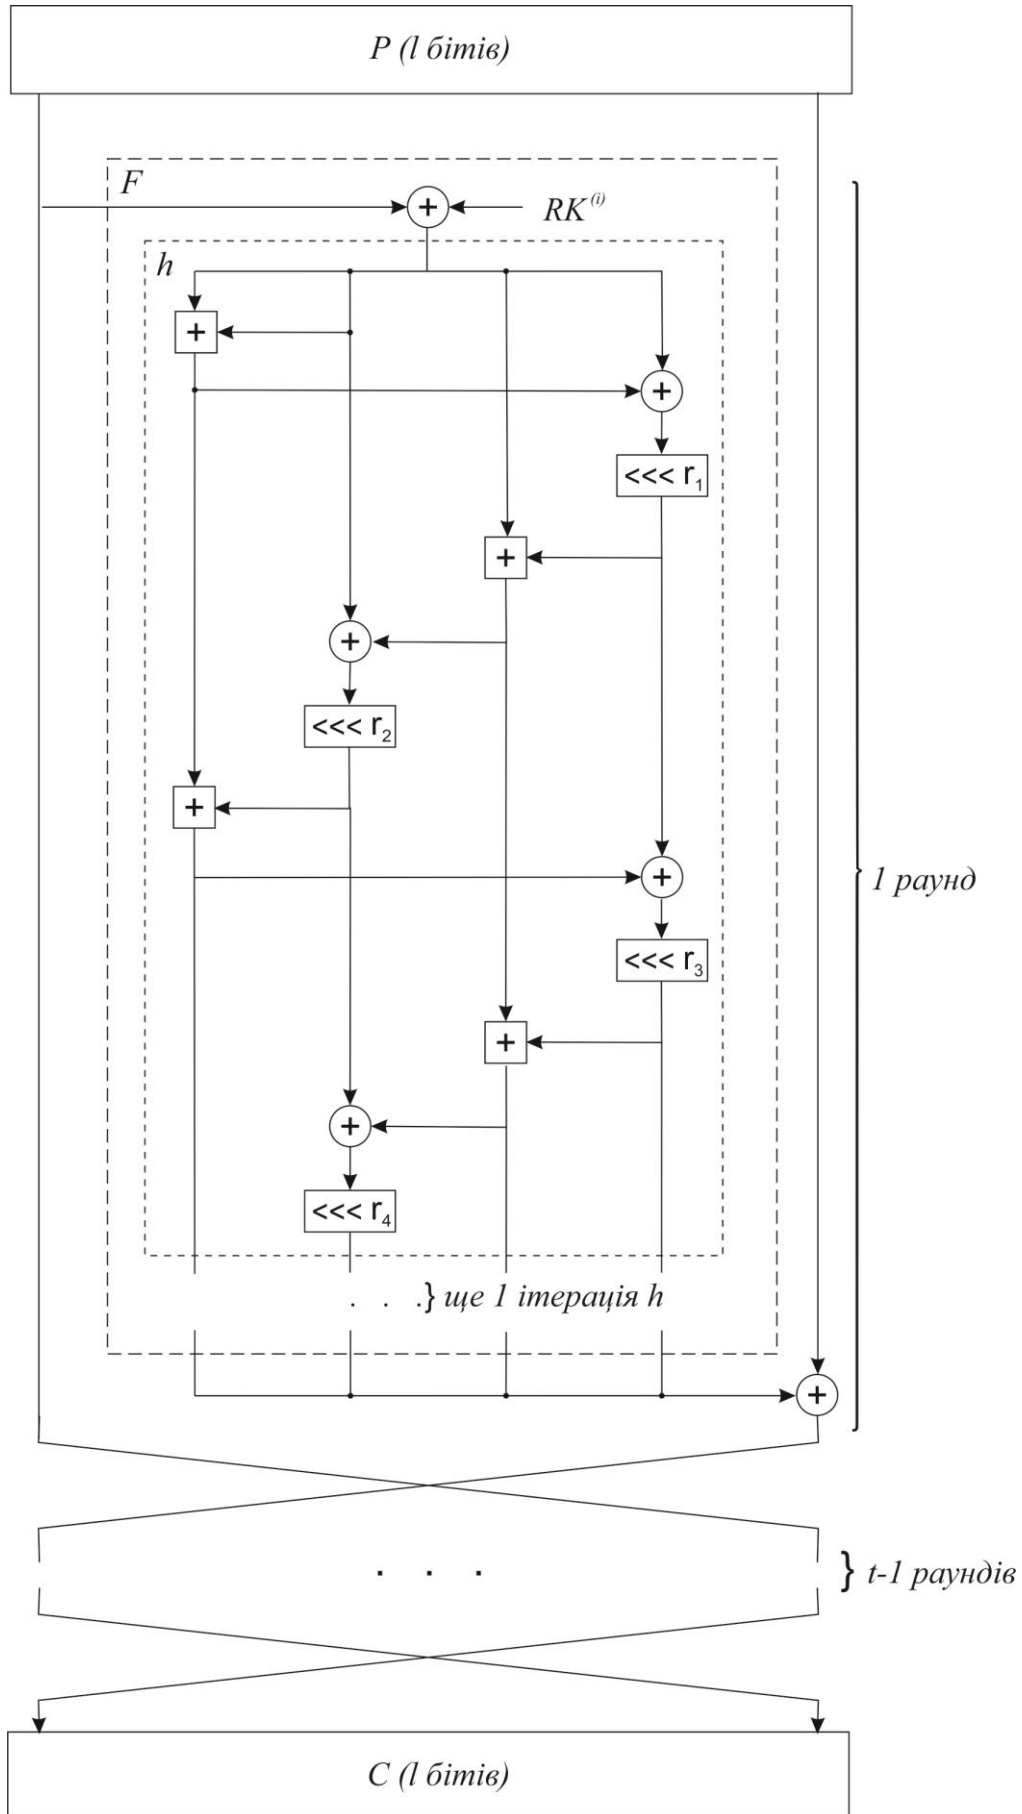 P (l бітів)
F
RK⁽ⁱ⁾
h
+
+
+
<<< r₁
+
+
<<< r₂
+
+
1 раунд
<<< r₃
+
+
<<< r₄
. . .} ще 1 ітерація h
+
. . .
} t-1 раундів
C (l бітів)